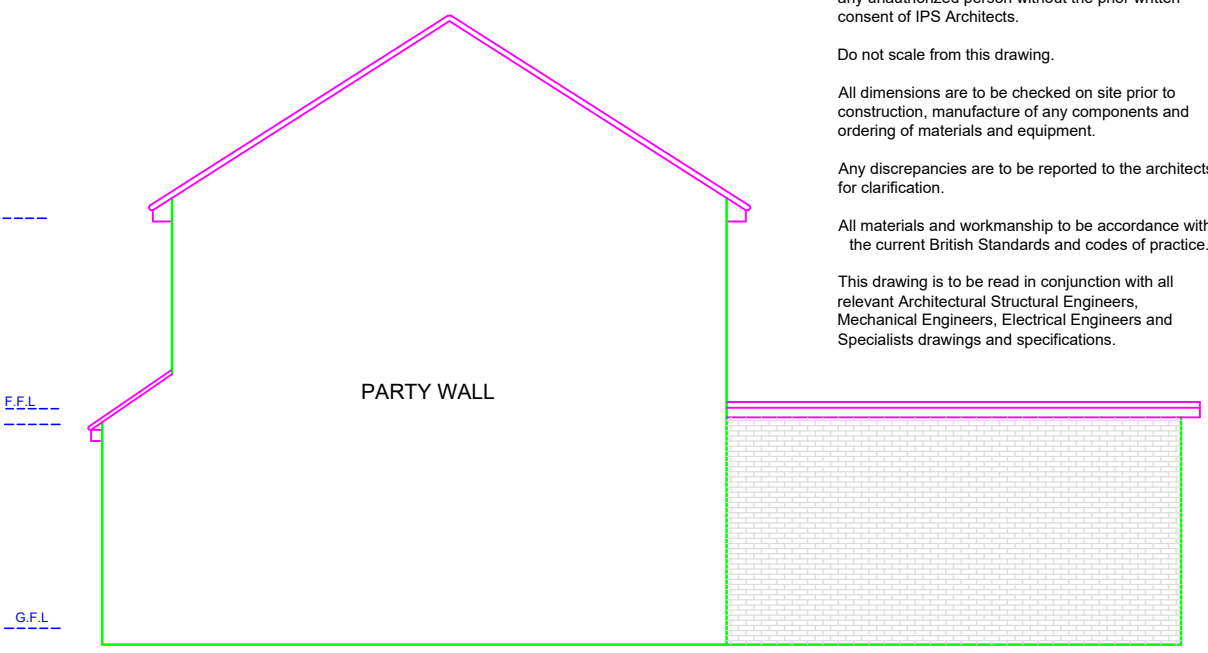 any unauthorized person without the prior written
consent of IPS Architects.
Do not scale from this drawing.
All dimensions are to be checked on site prior to
construction, manufacture of any components and
ordering of materials and equipment.
Any discrepancies are to be reported to the architects
for clarification.
All materials and workmanship to be accordance with
the current British Standards and codes of practice.
This drawing is to be read in conjunction with all
relevant Architectural Structural Engineers,
Mechanical Engineers, Electrical Engineers and
Specialists drawings and specifications.
PARTY WALL
F.F.L
G.F.L